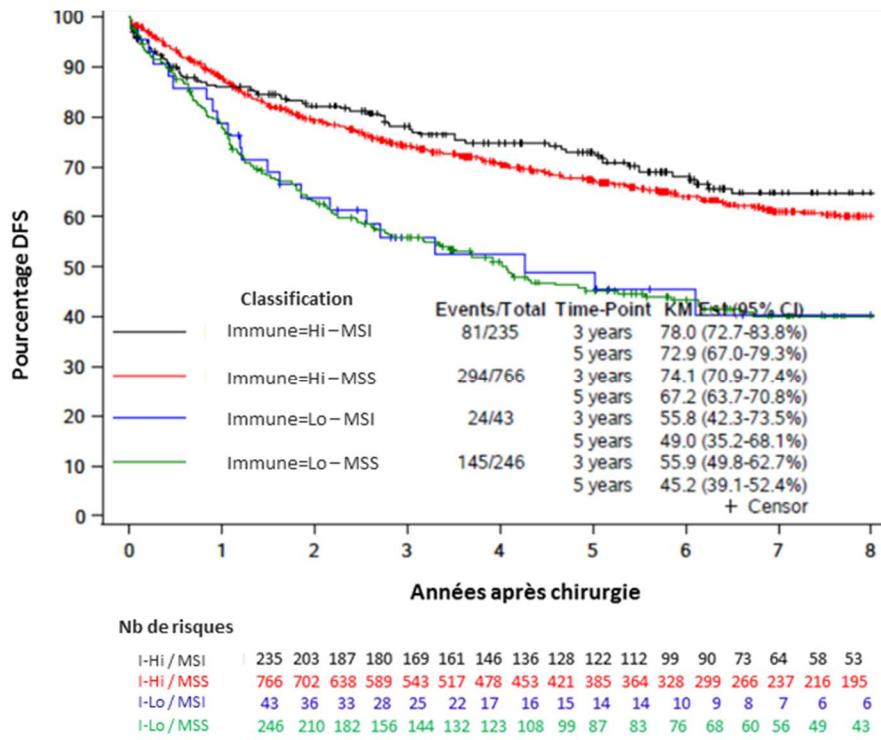 100
90
80
70
60
50
40
30
20
10
0
Pourcentage DFS
Classification
Events/Total Time-Point KM Est (95% CI)
Immune=Hi – MSI 81/235 3 years 78.0 (72.7-83.8%)
5 years 72.9 (67.0-79.3%)
Immune=Hi – MSS 294/766 3 years 74.1 (70.9-77.4%)
5 years 67.2 (63.7-70.8%)
Immune=Lo – MSI 24/43 3 years 55.8 (42.3-73.5%)
5 years 49.0 (35.2-68.1%)
Immune=Lo – MSS 145/246 3 years 55.9 (49.8-62.7%)
5 years 45.2 (39.1-52.4%)
+ Censor
0 1 2 3 4 5 6 7 8
Années après chirurgie
Nb de risques
I-Hi / MSI 235 203 187 180 169 161 146 136 128 122 112 99 90 73 64 58 53
I-Hi / MSS 766 702 638 589 543 517 478 453 421 385 364 328 299 266 237 216 195
I-Lo / MSI 43 36 33 28 25 22 17 16 15 14 14 10 9 8 7 6 6
I-Lo / MSS 246 210 182 156 144 132 123 108 99 87 83 76 68 60 56 49 43